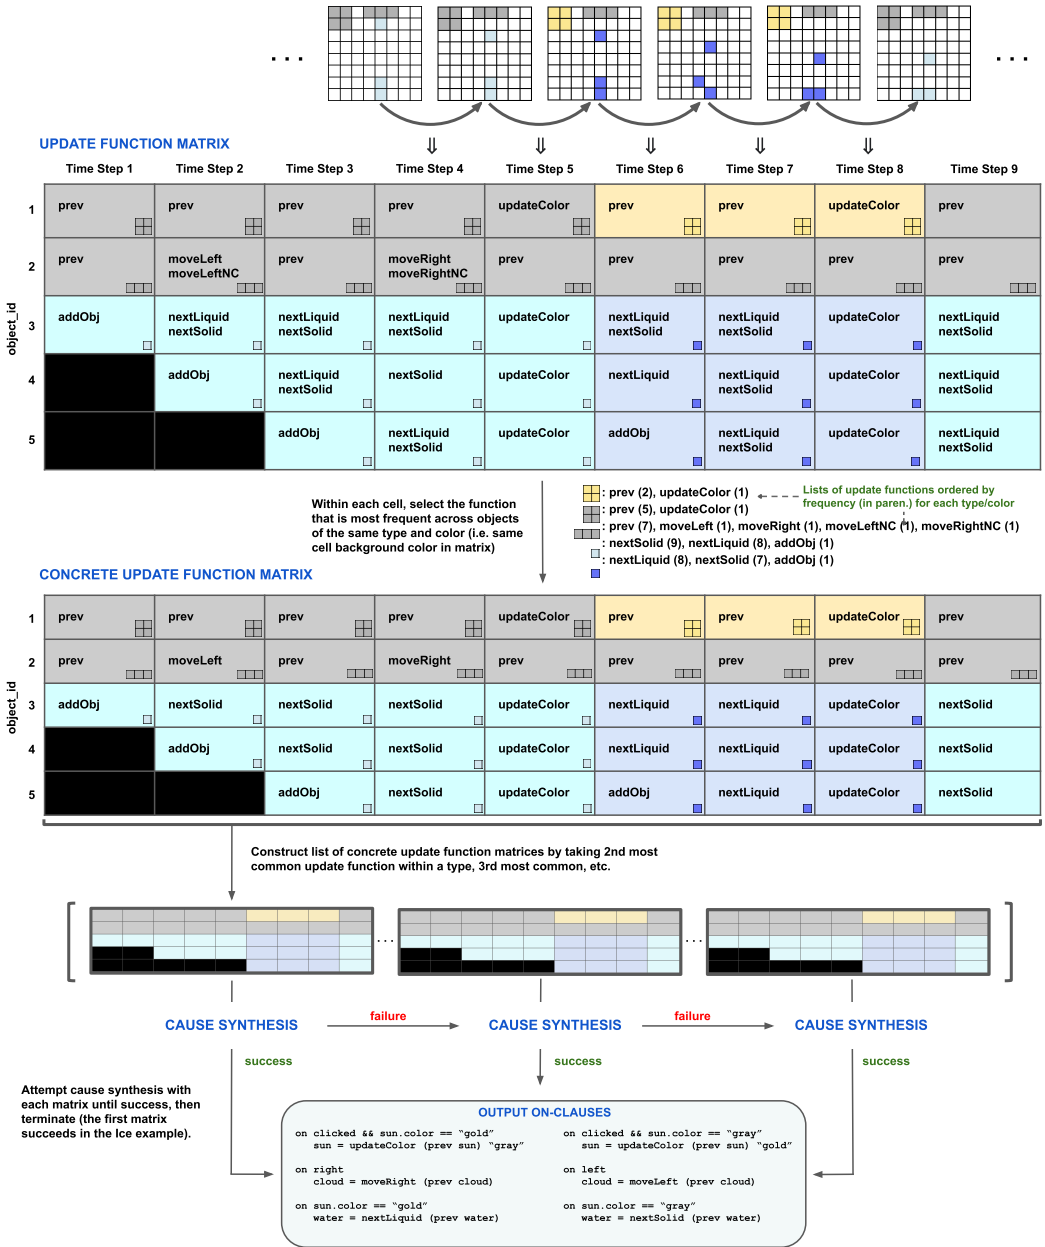 . . .
. . .
UPDATE FUNCTION MATRIX
Time Step 1 Time Step 2 Time Step 3 Time Step 4 Time Step 5 Time Step 6 Time Step 7 Time Step 8 Time Step 9
object_id
1 prev prev prev prev updateColor prev prev updateColor prev
2 prev moveLeft prev moveRight prev prev prev prev prev
moveLeftNC moveRightNC
3 addObj nextLiquid nextLiquid nextLiquid updateColor nextLiquid nextLiquid updateColor nextLiquid
nextSolid nextSolid nextSolid nextSolid nextSolid nextSolid
4 addObj nextLiquid nextSolid updateColor nextLiquid nextLiquid updateColor nextLiquid
nextSolid nextSolid nextSolid
5 addObj nextLiquid updateColor addObj nextLiquid updateColor nextLiquid
nextSolid nextSolid nextSolid
Within each cell, select the function
that is most frequent across objects
of the same type and color (i.e. same
cell background color in matrix)
: prev (2), updateColor (1)
: prev (5), updateColor (1)
: prev (7), moveLeft (1), moveRight (1), moveLeftNC (1), moveRightNC (1)
: nextSolid (9), nextLiquid (8), addObj (1)
: nextLiquid (8), nextSolid (7), addObj (1)
Lists of update functions ordered by
frequency (in paren.) for each type/color
CONCRETE UPDATE FUNCTION MATRIX
object_id
1 prev prev prev prev updateColor prev prev updateColor prev
2 prev moveLeft prev moveRight prev prev prev prev prev
3 addObj nextSolid nextSolid nextSolid updateColor nextLiquid nextLiquid updateColor nextSolid
4 addObj nextSolid nextSolid updateColor nextLiquid nextLiquid updateColor nextSolid
5 addObj nextSolid updateColor addObj nextLiquid updateColor nextSolid
Construct list of concrete update function matrices by taking 2nd most
common update function within a type, 3rd most common, etc.
. . . . . .
CAUSE SYNTHESIS failure CAUSE SYNTHESIS failure CAUSE SYNTHESIS
success success success
Attempt cause synthesis with
each matrix until success, then
terminate (the first matrix
succeeds in the Ice example).
OUTPUT ON-CLAUSES
on clicked && sun.color == “gold”
sun = updateColor (prev sun) “gray”
on right
cloud = moveRight (prev cloud)
on sun.color == “gold”
water = nextLiquid (prev water)
on clicked && sun.color == “gray”
sun = updateColor (prev sun) “gold”
on left
cloud = moveLeft (prev cloud)
on sun.color == “gray”
water = nextSolid (prev water)